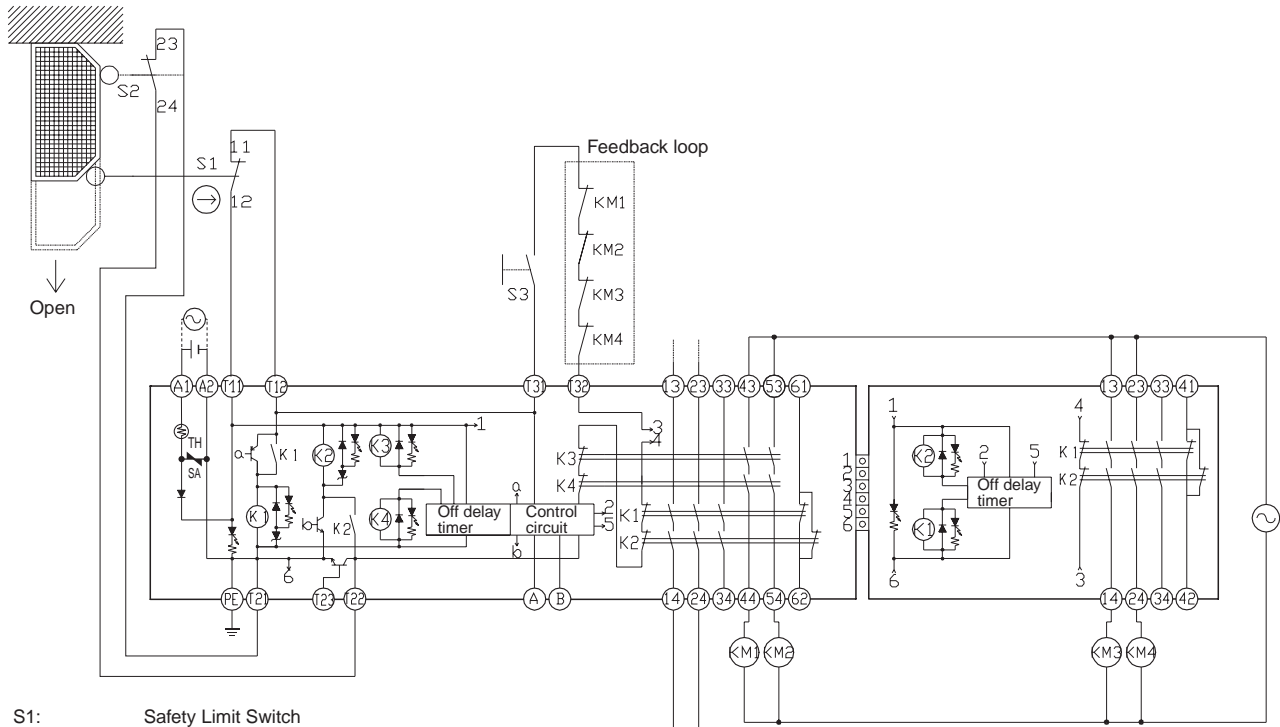 23
S2
24
Feedback loop
11
S1
12
KM1
KM2
S3
KM3
Open
KM4
A1 A2 T11 T12 T31 T32 13 23 33 43 53 61 13 23 33 41
1
3
4
1
4
TH
SA
a
K1
K2
K3
K3
K4
1
2
3
4
5
6
K2
2
5
K1
K2
Off delay
timer
K1
b
K2
K4
Off delay
timer
a
Control
circuit
b
2
5
K1
K2
K1
6
6
3
PE T21 T23 T22 A B 14 24 34 44 54 62 14 24 34 42
KM1 KM2 KM3 KM4
S1: Safety Limit Switch